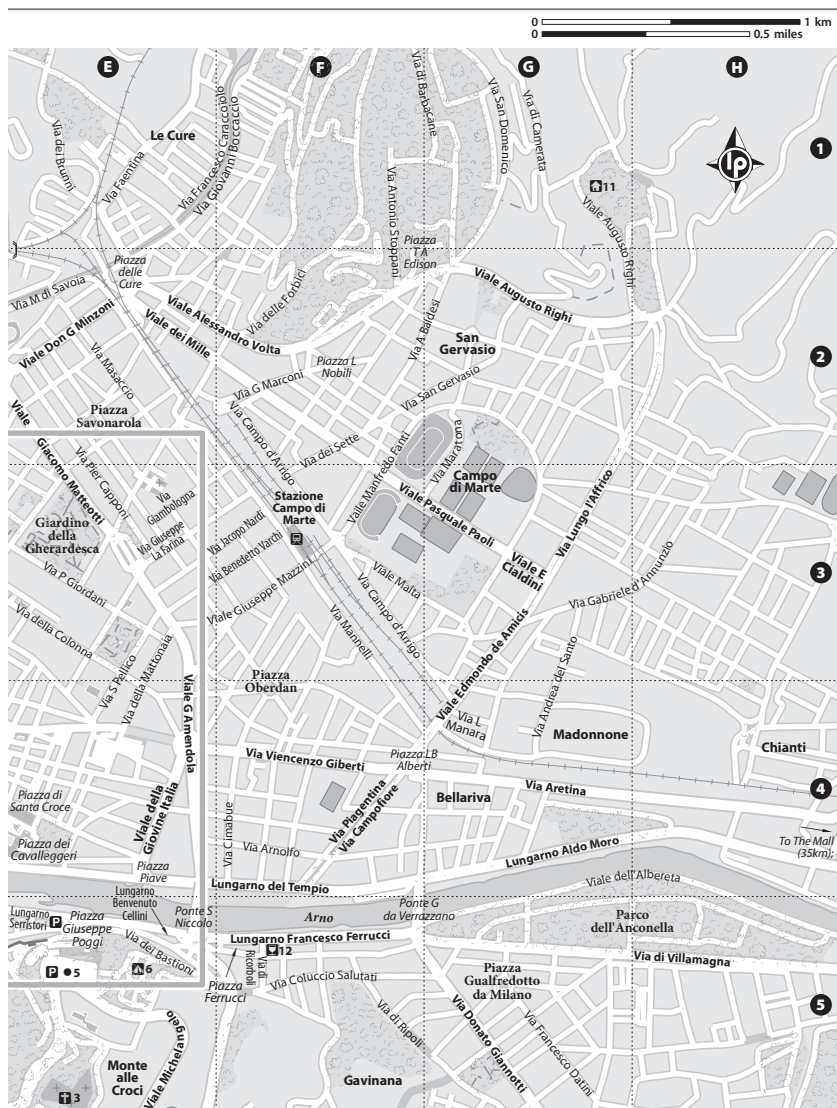 0 1 km
0 0.5 miles
E
F
G
H
1
Le Cure
Via dei Brunni
Via Faentina
Via Francesco Caracciolo
Via Giovanni Boccaccio
Via di Barbacane
Via San Domenico
Via di Camerata
Via Antonio Stoppani
lp
11
Viale Augusto Righi
Piazza
T A
Edison
Piazza
delle
Cure
Via M di Savoia
Viale Don G Minzoni
Viale Alessandro Volta
Viale dei Mille
Via delle Forbici
Viale Augusto Righi
Via A Baldesi
San
Gervasio
2
Piazza L
Nobili
Via Masaccio
Via G Marconi
Via San Gervasio
Piazza
Savonarola
Viale
Giacomo Matteotti
Via Campo d'Arrigo
Via dei Sette
Valle Manfredo Fanti
Via Maratona
Campo
di Marte
Via Pier Capponi
Via
Giambologna
Stazione
Campo di
Marte
Giardino
della
Gherardesca
Via Giuseppe
La Farina
Via Jacopo Nardi
Via Benedetto Varchi
Viale Pasquale Paoli
Viale E
Cialdini
Via Lungo l'Affrico
3
Via P Giordani
Viale Giuseppe Mazzini
Viale Malta
Via Campo d'Arrigo
Via Mannelli
Via Gabriele d'Annunzio
Via della Colonna
Via S Pellico
Via della Mattonaia
Piazza
Oberdan
Viale Edmondo de Amicis
Via Andrea del Santo
Viale G Amendola
Via L
Manara
Madonnone
Chianti
Via Viencenzo Giberti
Piazza LB
Alberti
4
Piazza di
Santa Croce
Viale della
Giovine Italia
Via Piagentina
Via Campofiore
Bellariva
Via Aretina
Via Cimabue
Via Arnolfo
Piazza dei
Cavalleggeri
To The Mall
(35km);
Piazza
Piave
Lungarno Aldo Moro
Viale dell'Albereta
Lungarno del Tempio
Lungarno
Benvenuto
Cellini
Ponte S
Niccolo
Arno
Ponte G
da Verrazzano
Lungarno
Serristori
P
Piazza
Giuseppe
Poggi
Parco
dell'Anconella
Via dei Bastioni
Lungarno Francesco Ferrucci
12
Via di Villamagna
P
5
6
Via di
Ricorboli
Piazza
Ferrucci
Via Coluccio Salutati
Piazza
Gualfredotto
da Milano
5
Via di Ripoli
Via Donato Giannotti
Via Francesco Datini
Viale Michelangelo
Monte
alle
Croci
Gavinana
3